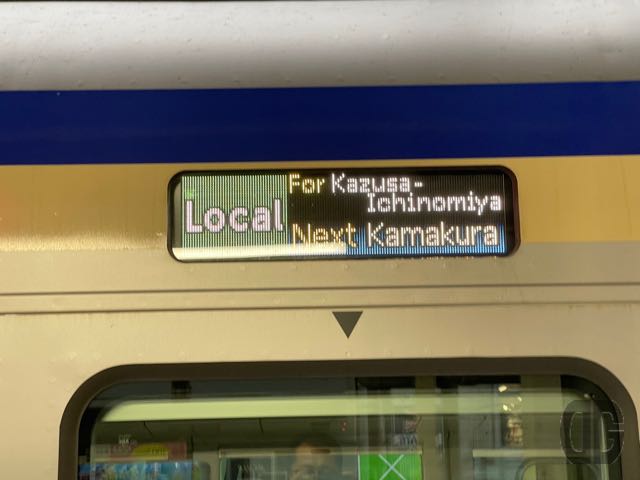 Local
For Kazusa-
Ichinomiya
Next Kamakura